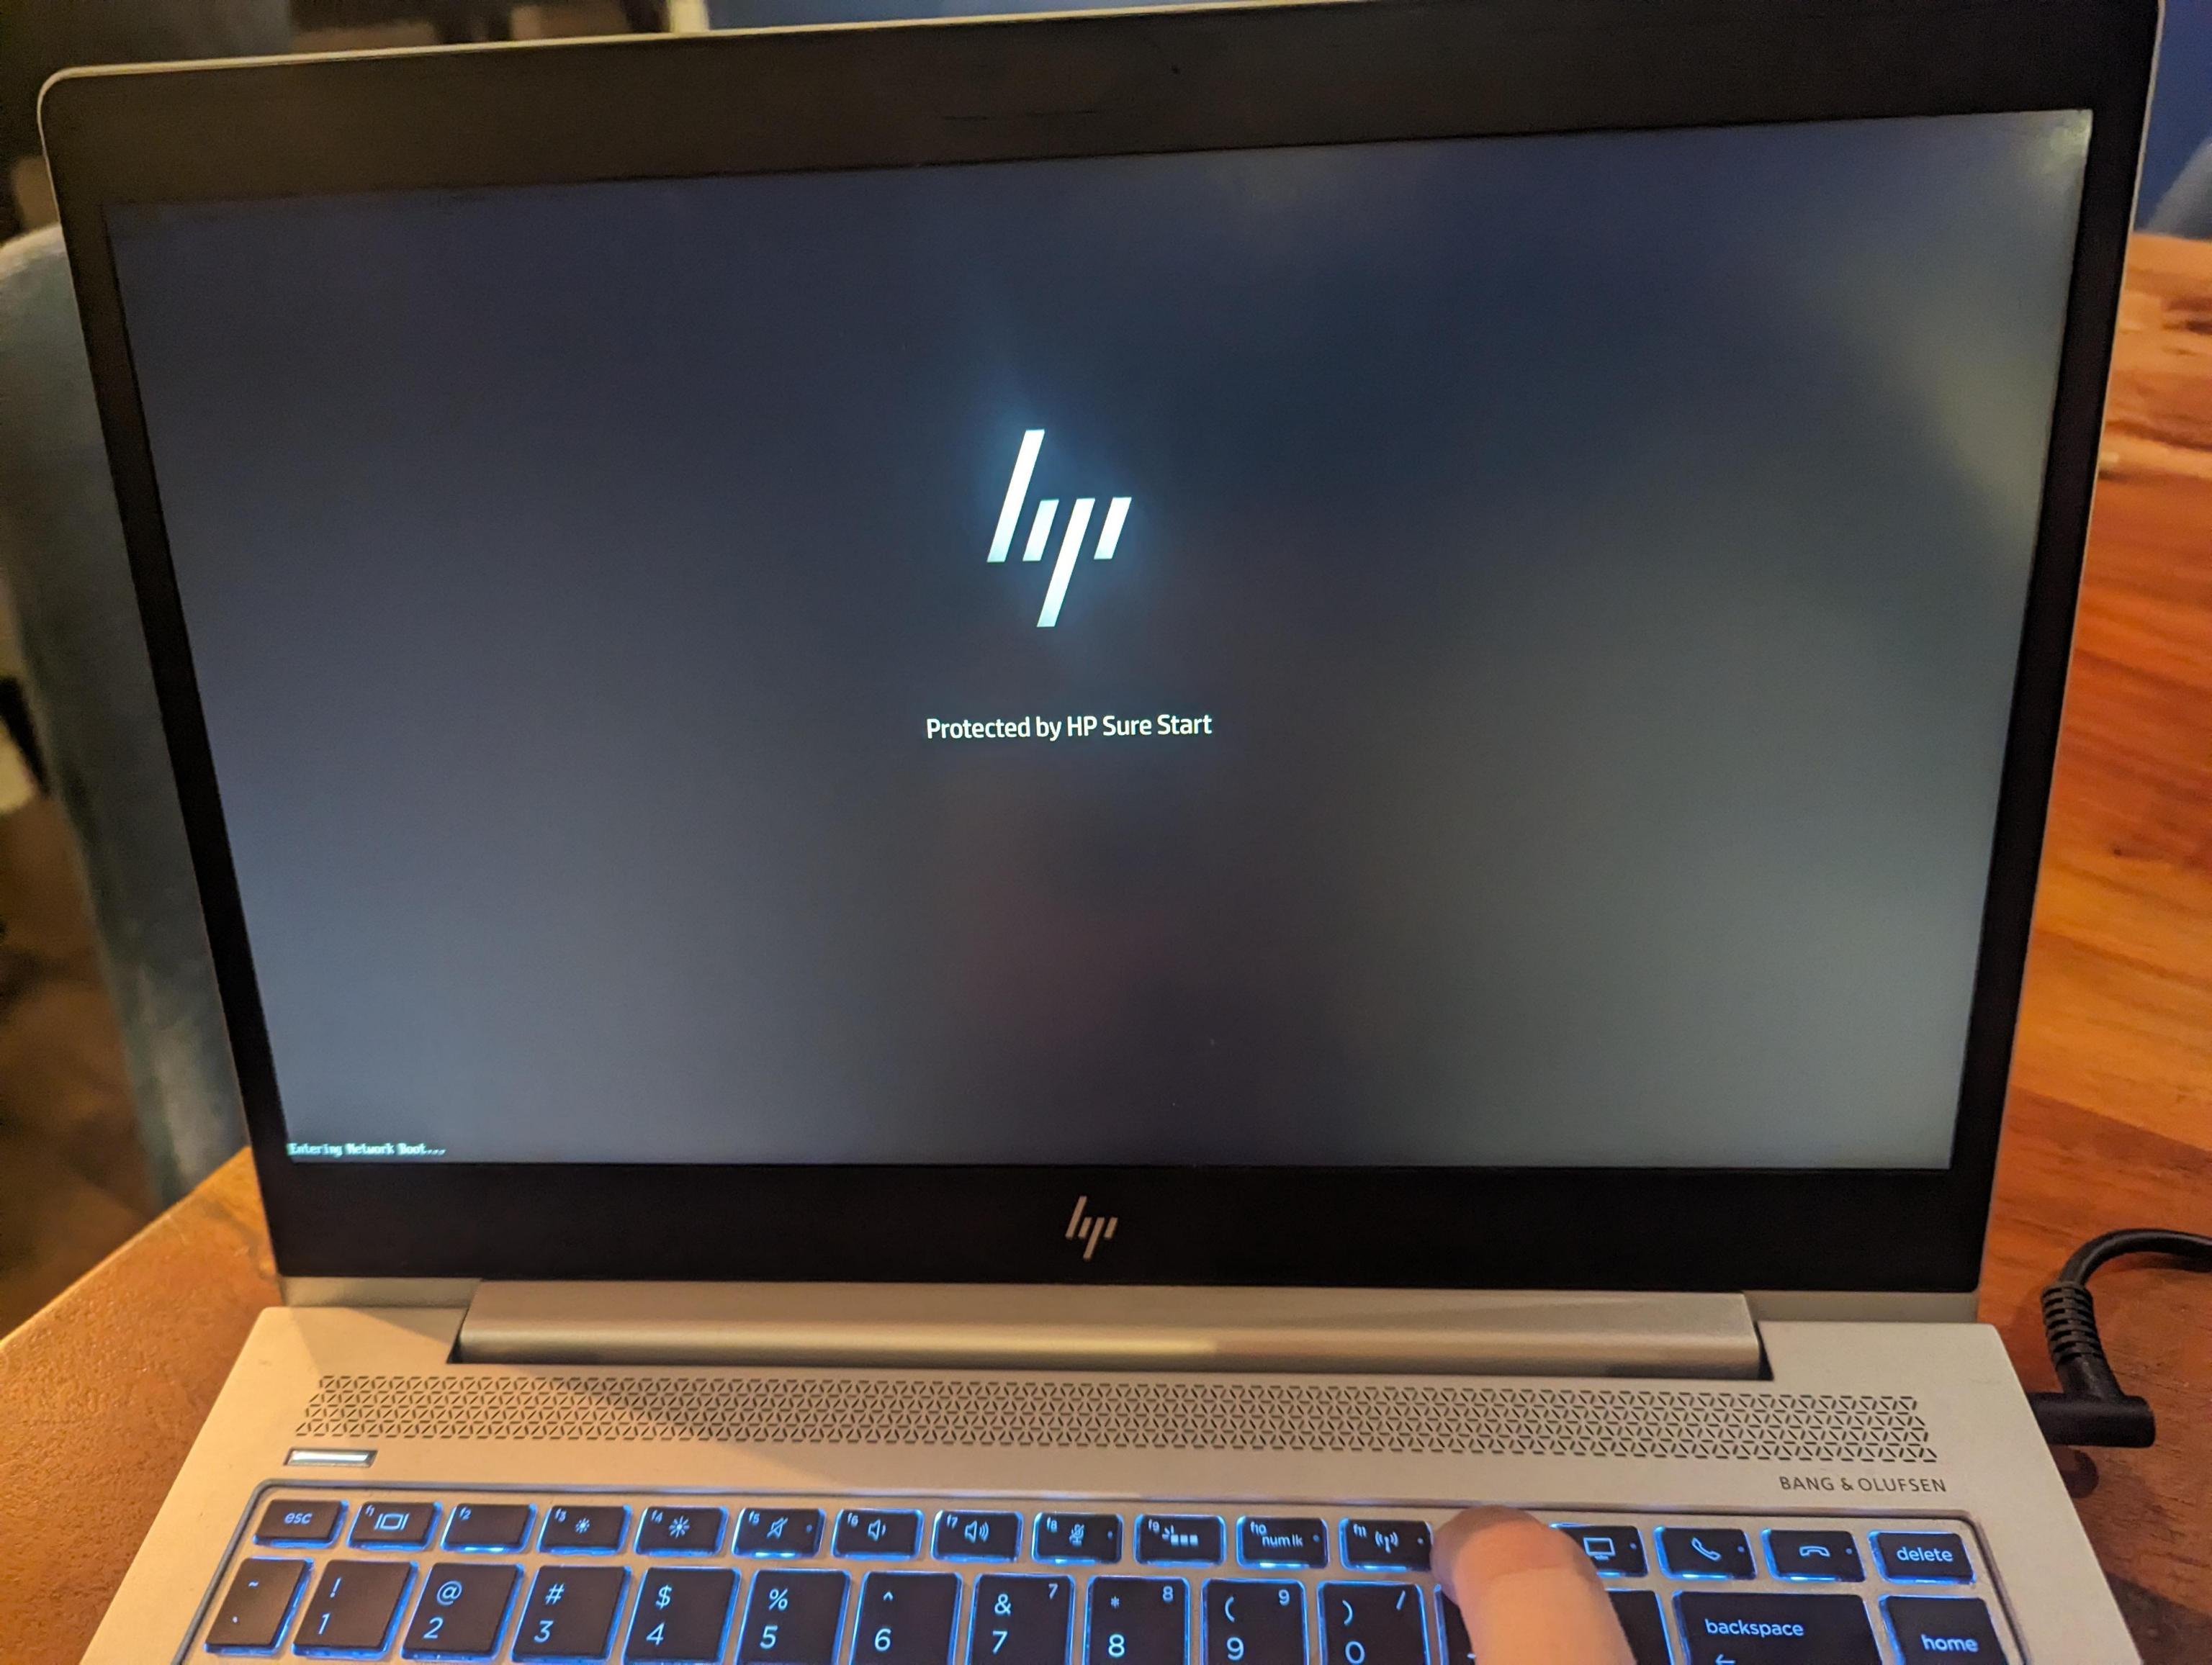 hp
Protected by HP Sure Start
Entering Network Boot...
hp
BANG & OLUFSEN
esc
f1
f2
f3
f4
f5
f6
f7
f8
f9
f10
num lk
f11
delete
~
`
!
1
@
2
#
3
$
4
%
5
^
6
&
7
7
*
8
8
(
9
9
)
0
/
backspace
←
home